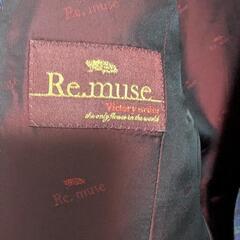 Re.muse
Re.muse
Victory order
the only flower in the world
Re.muse